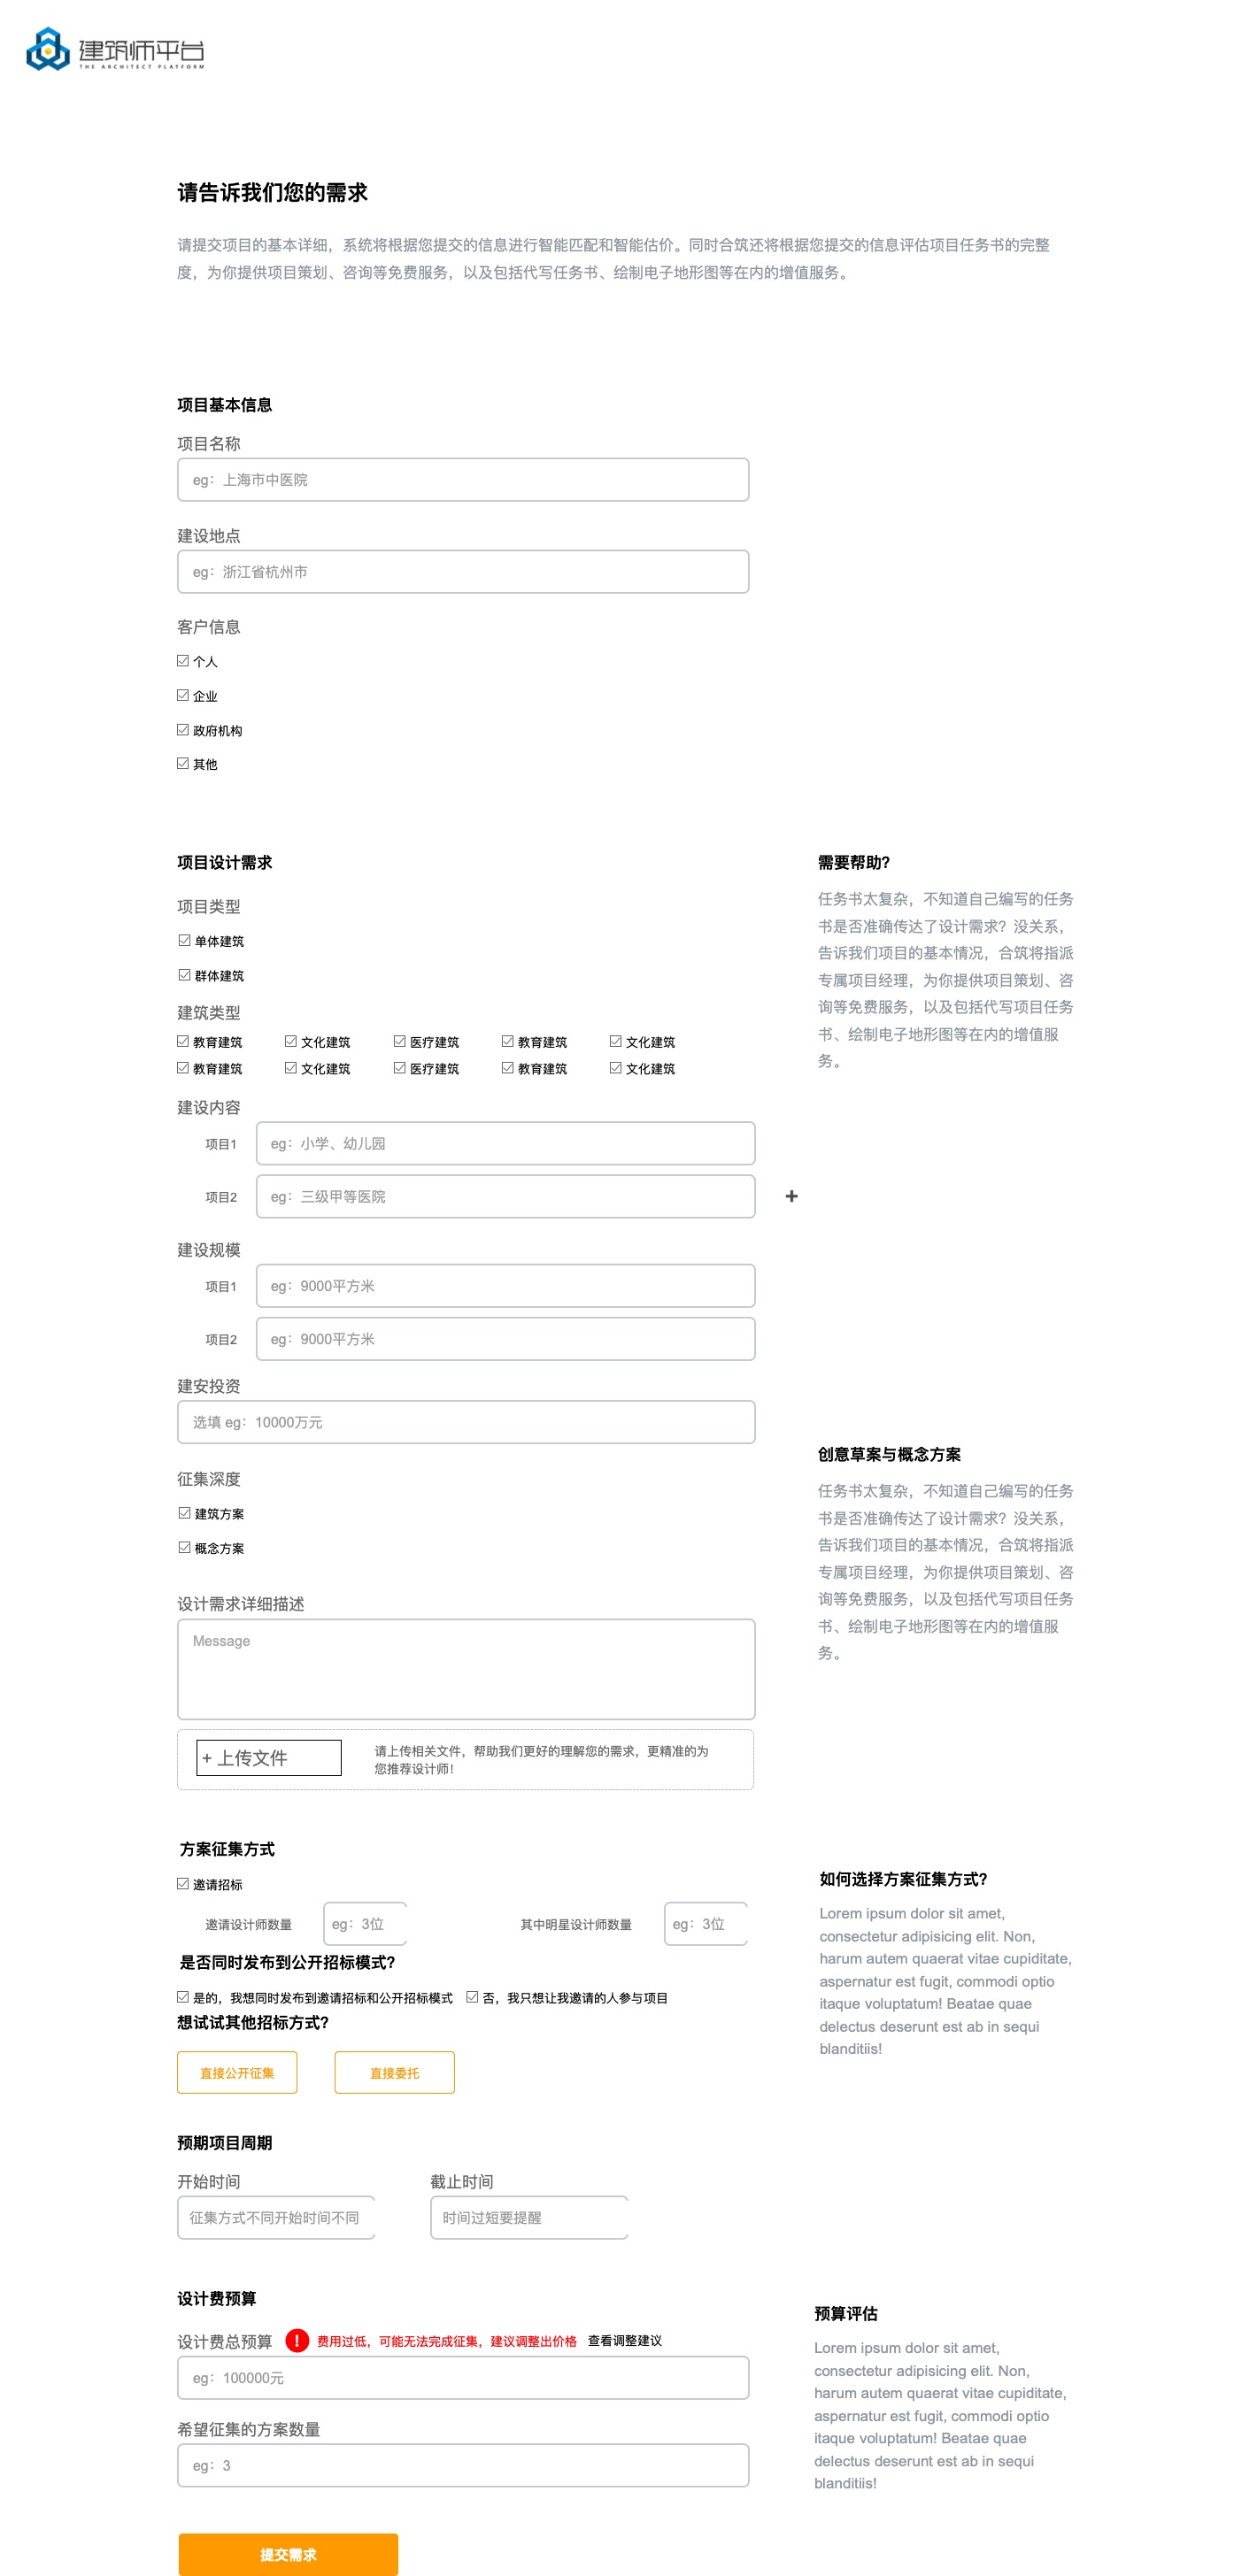 建筑师平台
THE ARCHITECT PLATFORM
请告诉我们您的需求
请提交项目的基本详细，系统将根据您提交的信息进行智能匹配和智能估价。同时合筑还将根据您提交的信息评估项目任务书的完整
度，为你提供项目策划、咨询等免费服务，以及包括代写任务书、绘制电子地形图等在内的增值服务。
项目基本信息
项目名称
eg：上海市中医院
建设地点
eg：浙江省杭州市
客户信息
个人
企业
政府机构
其他
项目设计需求
项目类型
单体建筑
群体建筑
建筑类型
教育建筑 文化建筑 医疗建筑 教育建筑 文化建筑
教育建筑 文化建筑 医疗建筑 教育建筑 文化建筑
需要帮助?
任务书太复杂，不知道自己编写的任务
书是否准确传达了设计需求？没关系，
告诉我们项目的基本情况，合筑将指派
专属项目经理，为你提供项目策划、咨
询等免费服务，以及包括代写项目任务
书、绘制电子地形图等在内的增值服
务。
建设内容
项目1 eg：小学、幼儿园
项目2 eg：三级甲等医院 +
建设规模
项目1 eg：9000平方米
项目2 eg：9000平方米
建安投资
选填 eg：10000万元
征集深度
建筑方案
概念方案
创意草案与概念方案
任务书太复杂，不知道自己编写的任务
书是否准确传达了设计需求？没关系，
告诉我们项目的基本情况，合筑将指派
专属项目经理，为你提供项目策划、咨
询等免费服务，以及包括代写项目任务
书、绘制电子地形图等在内的增值服
务。
设计需求详细描述
Message
+ 上传文件
请上传相关文件，帮助我们更好的理解您的需求，更精准的为
您推荐设计师！
方案征集方式
邀请招标
邀请设计师数量 eg：3位 其中明星设计师数量 eg：3位
是否同时发布到公开招标模式?
是的，我想同时发布到邀请招标和公开招标模式 否，我只想让我邀请的人参与项目
想试试其他招标方式?
直接公开征集 直接委托
如何选择方案征集方式?
Lorem ipsum dolor sit amet,
consectetur adipisicing elit. Non,
harum autem quaerat vitae cupiditate,
aspernatur est fugit, commodi optio
itaque voluptatum! Beatae quae
delectus deserunt est ab in sequi
blanditiis!
预期项目周期
开始时间 截止时间
征集方式不同开始时间不同 时间过短要提醒
设计费预算
设计费总预算 费用过低，可能无法完成征集，建议调整出价格 查看调整建议
eg：100000元
希望征集的方案数量
eg：3
预算评估
Lorem ipsum dolor sit amet,
consectetur adipisicing elit. Non,
harum autem quaerat vitae cupiditate,
aspernatur est fugit, commodi optio
itaque voluptatum! Beatae quae
delectus deserunt est ab in sequi
blanditiis!
提交需求